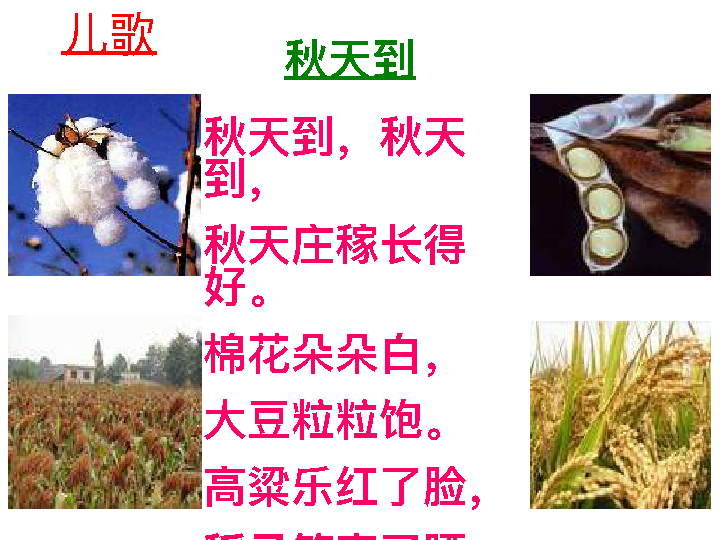 儿歌
秋天到
秋天到，秋天
到，
秋天庄稼长得
好。
棉花朵朵白，
大豆粒粒饱。
高粱乐红了脸，